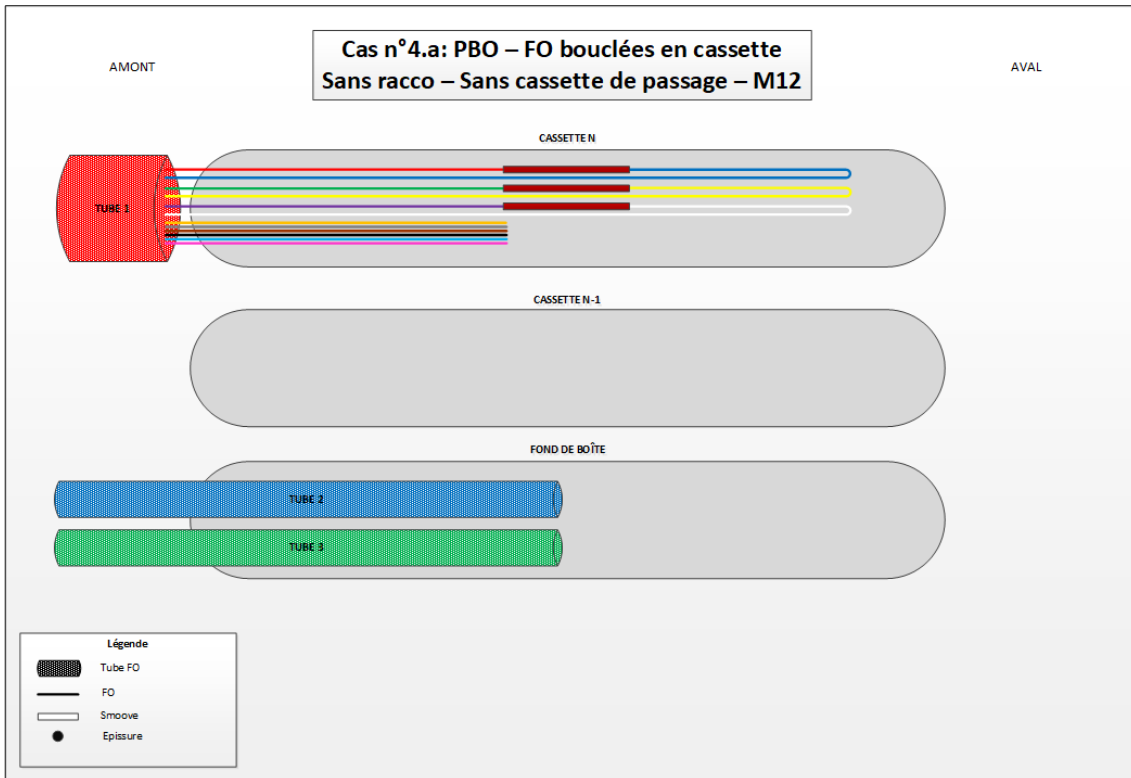 Cas n°4.a: PBO – FO bouclées en cassette
Sans racco – Sans cassette de passage – M12
AMONT
AVAL
CASSETTE N
TUBE 1
CASSETTE N-1
FOND DE BOÎTE
TUBE 2
TUBE 3
Légende
Tube FO
FO
Smoove
Epissure